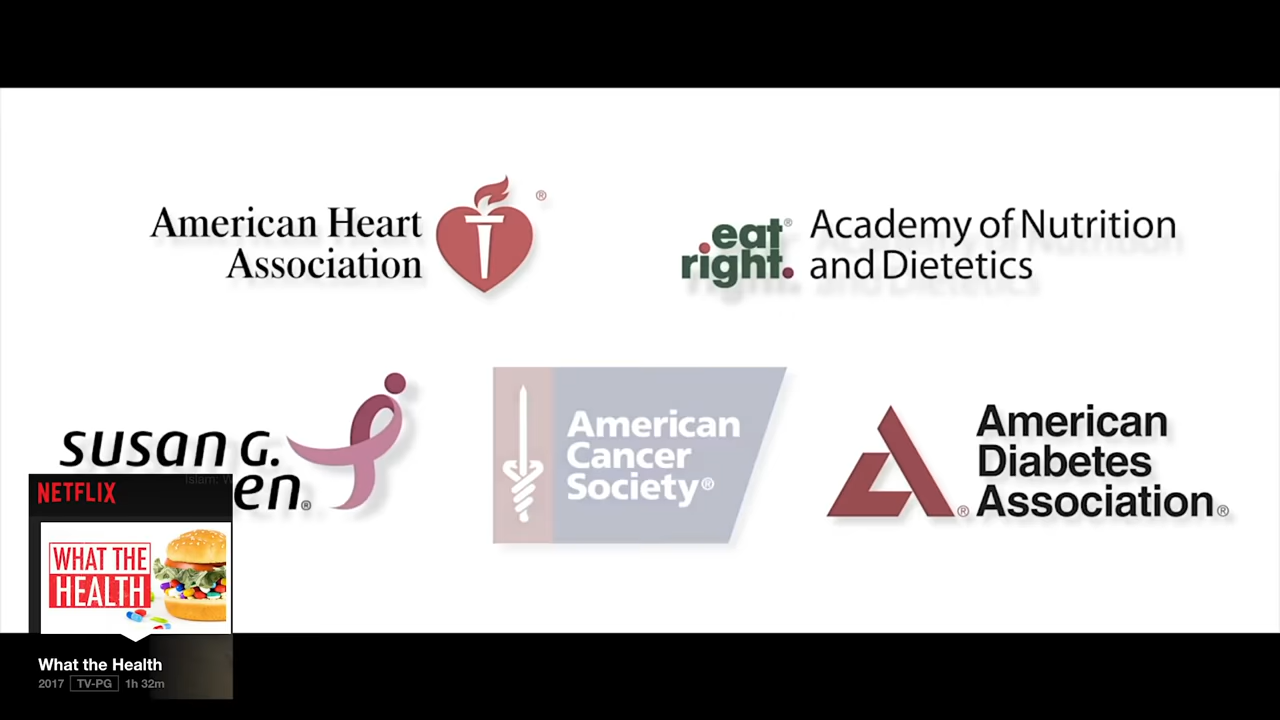 American Heart
Association
®
eat®
right.
Academy of Nutrition
and Dietetics
susan G.
en®
American
Cancer
Society®
®
American
Diabetes
Association®
Islam: W
NETFLIX
WHAT THE
HEALTH
What the Health
2017 TV-PG 1h 32m